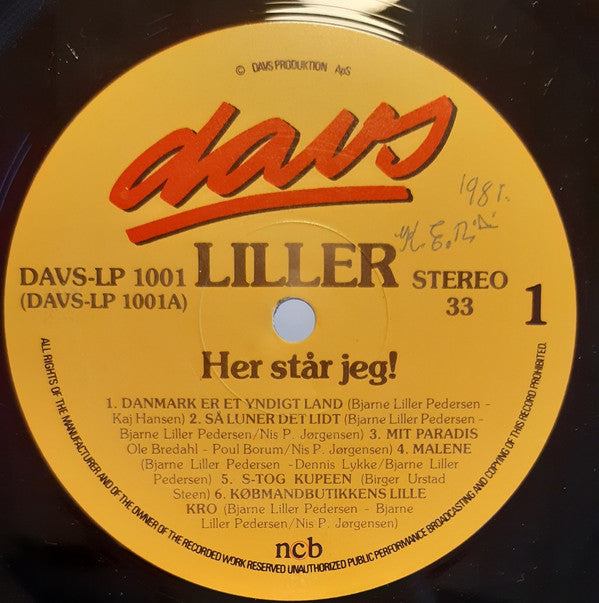 © DAVS PRODUKTION ApS
davs
1981.
LILLER
DAVS-LP 1001
(DAVS-LP 1001A)
STEREO
33
1
Her står jeg!
1. DANMARK ER ET YNDIGT LAND (Bjarne Liller Pedersen -
Kaj Hansen) 2. SÅ LUNER DET LIDT (Bjarne Liller Pedersen -
Bjarne Liller Pedersen/Nis P. Jørgensen) 3. MIT PARADIS
Ole Bredahl - Poul Borum/Nis P. Jørgensen) 4. MALENE
(Bjarne Liller Pedersen -Dennis Lykke/Bjarne Liller
Pedersen) 5. S-TOG KUPEEN (Birger Urstad
Steen) 6. KØBMANDBUTIKKENS LILLE
KRO (Bjarne Liller Pedersen - Bjarne
Liller Pedersen/Nis P. Jørgensen)
ncb
ALL RIGHTS OF THE MANUFACTURER AND OF THE OWNER OF THE RECORDED WORK RESERVED UNAUTHORIZED PUBLIC PERFORMANCE BROADCASTING AND COPYING OF THIS RECORD PROHIBITED.